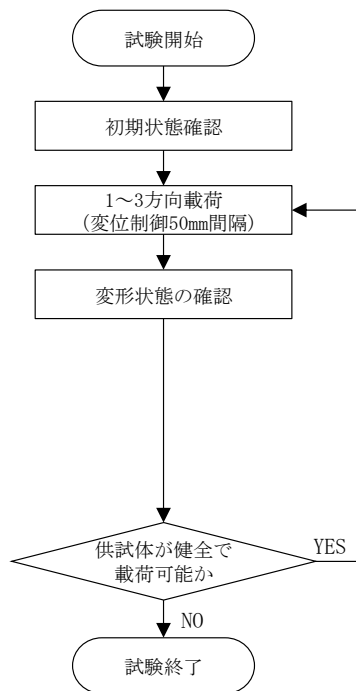 試験開始
初期状態確認
1～3方向載荷
(変位制御50mm間隔)
変形状態の確認
供試体が健全で
載荷可能か
YES
NO
試験終了